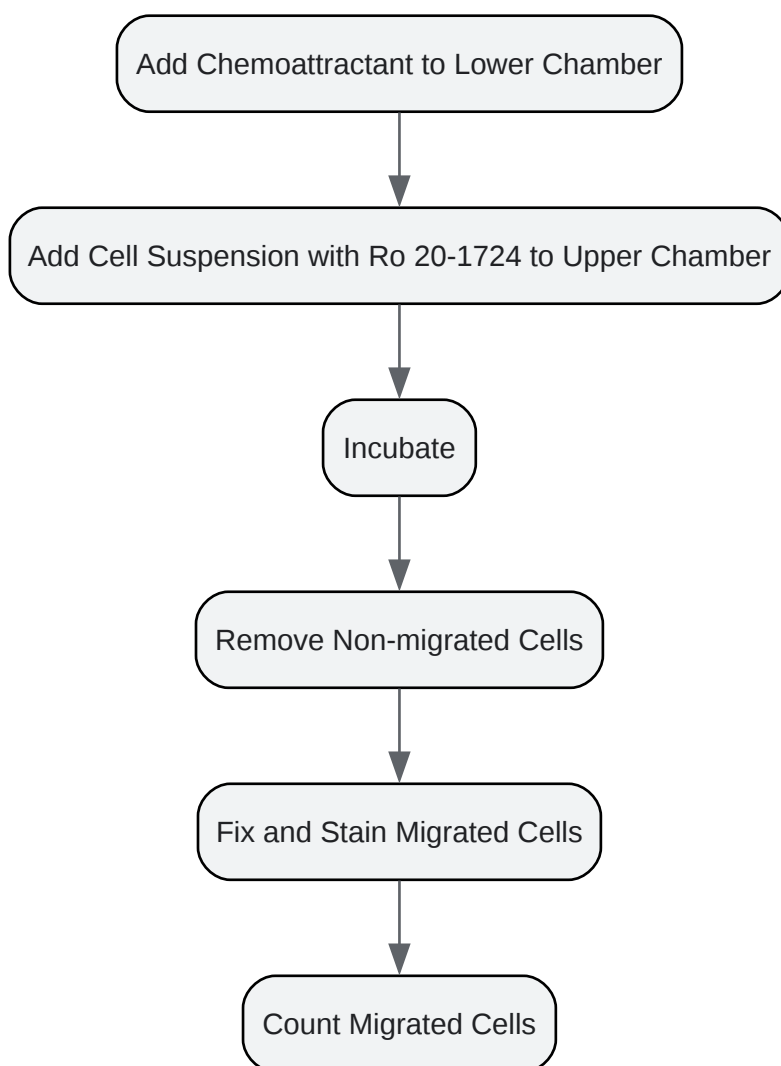 Add Chemoattractant to Lower Chamber
Add Cell Suspension with Ro 20-1724 to Upper Chamber
Incubate
Remove Non-migrated Cells
Fix and Stain Migrated Cells
Count Migrated Cells